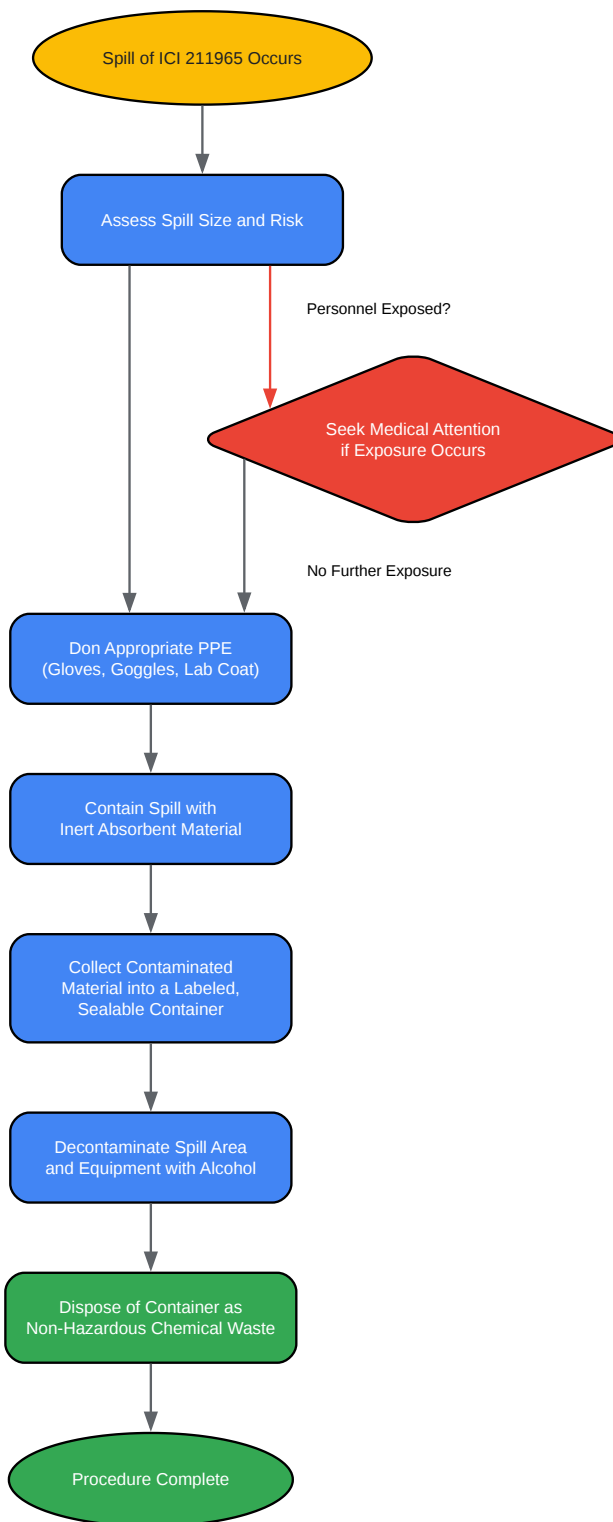 Spill of ICI 211965 Occurs
Assess Spill Size and Risk
Personnel Exposed?
Seek Medical Attention
if Exposure Occurs
No Further Exposure
Don Appropriate PPE
(Gloves, Goggles, Lab Coat)
Contain Spill with
Inert Absorbent Material
Collect Contaminated
Material into a Labeled,
Sealable Container
Decontaminate Spill Area
and Equipment with Alcohol
Dispose of Container as
Non-Hazardous Chemical Waste
Procedure Complete